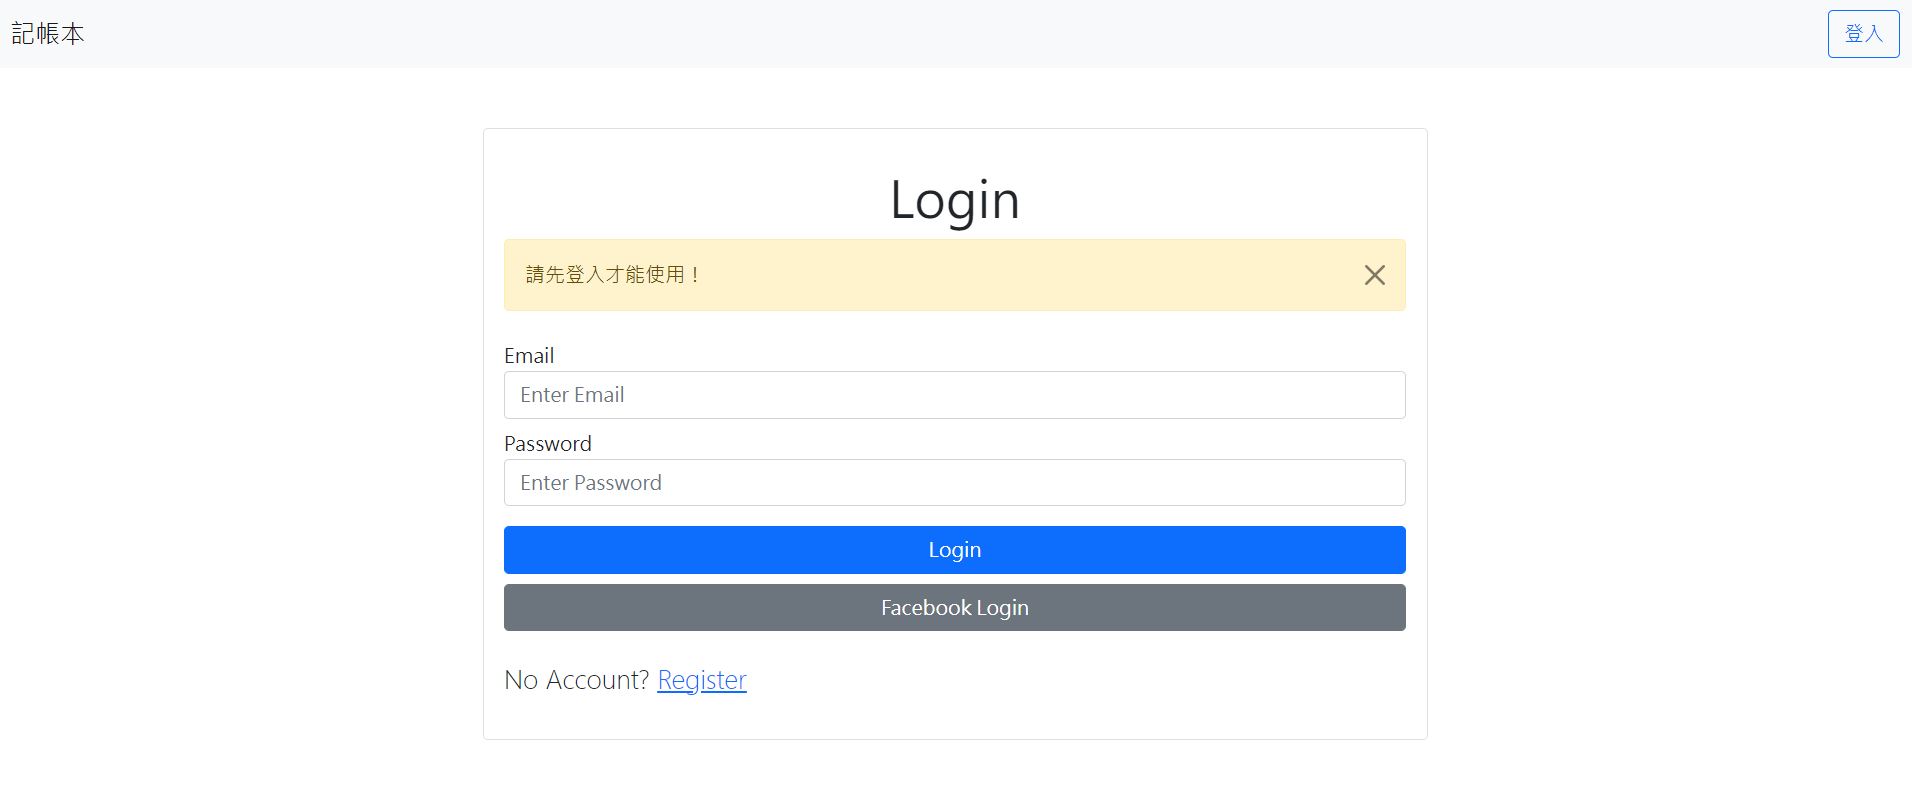 記帳本
登入
Login
請先登入才能使用！
Email
Enter Email
Password
Enter Password
Login
Facebook Login
No Account? Register